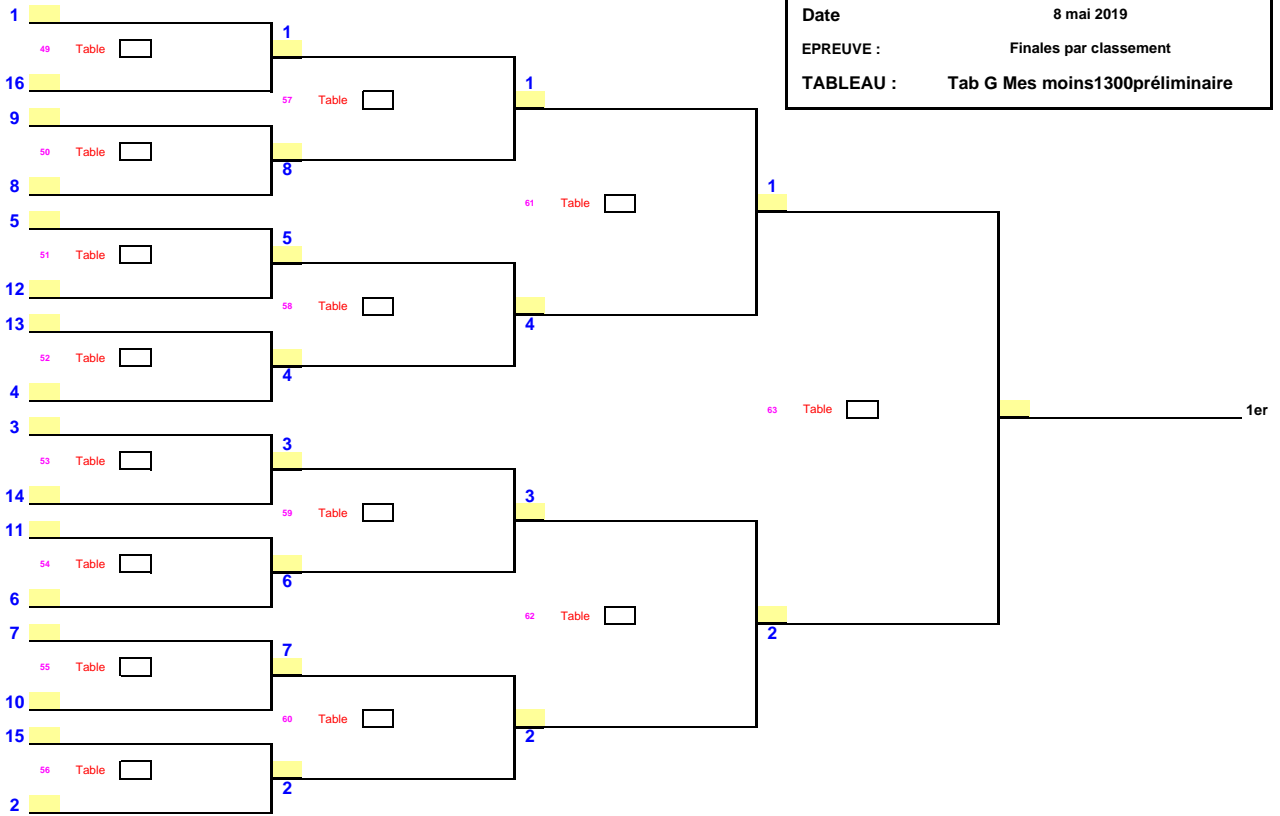 1
Date 8 mai 2019
49 Table
1
EPREUVE : Finales par classement
16
1
TABLEAU : Tab G Mes moins1300préliminaire
57 Table
9
50 Table
8
8
1
61 Table
5
5
51 Table
12
58 Table
13
4
52 Table
4
4
63 Table
1er
3
3
53 Table
14
3
59 Table
11
54 Table
6
6
62 Table
7
2
7
55 Table
10
60 Table
15
2
56 Table
2
2